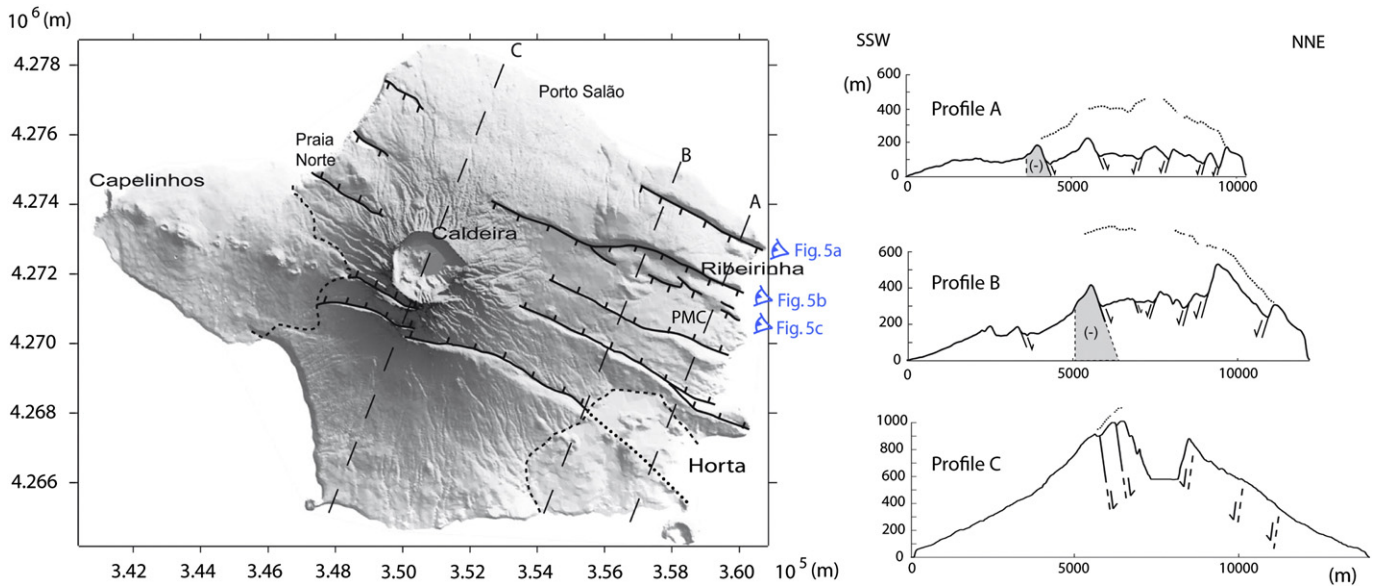 10⁶ (m)
4.278
4.276
4.274
4.272
4.270
4.268
4.266
3.42 3.44 3.46 3.48 3.50 3.52 3.54 3.56 3.58 3.60 10⁵ (m)
C
Porto Salão
Praia
Norte
B
Capelinhos
A
Caldeira
Fig. 5a
Ribeirinha
Fig. 5b
PMC
Fig. 5c
Horta
SSW NNE
(m)
600
400
200
0
Profile A
(-)
0 5000 10000
600
400
200
0
Profile B
(-)
0 5000 10000
1000
800
600
400
200
0
Profile C
0 5000 10000 (m)